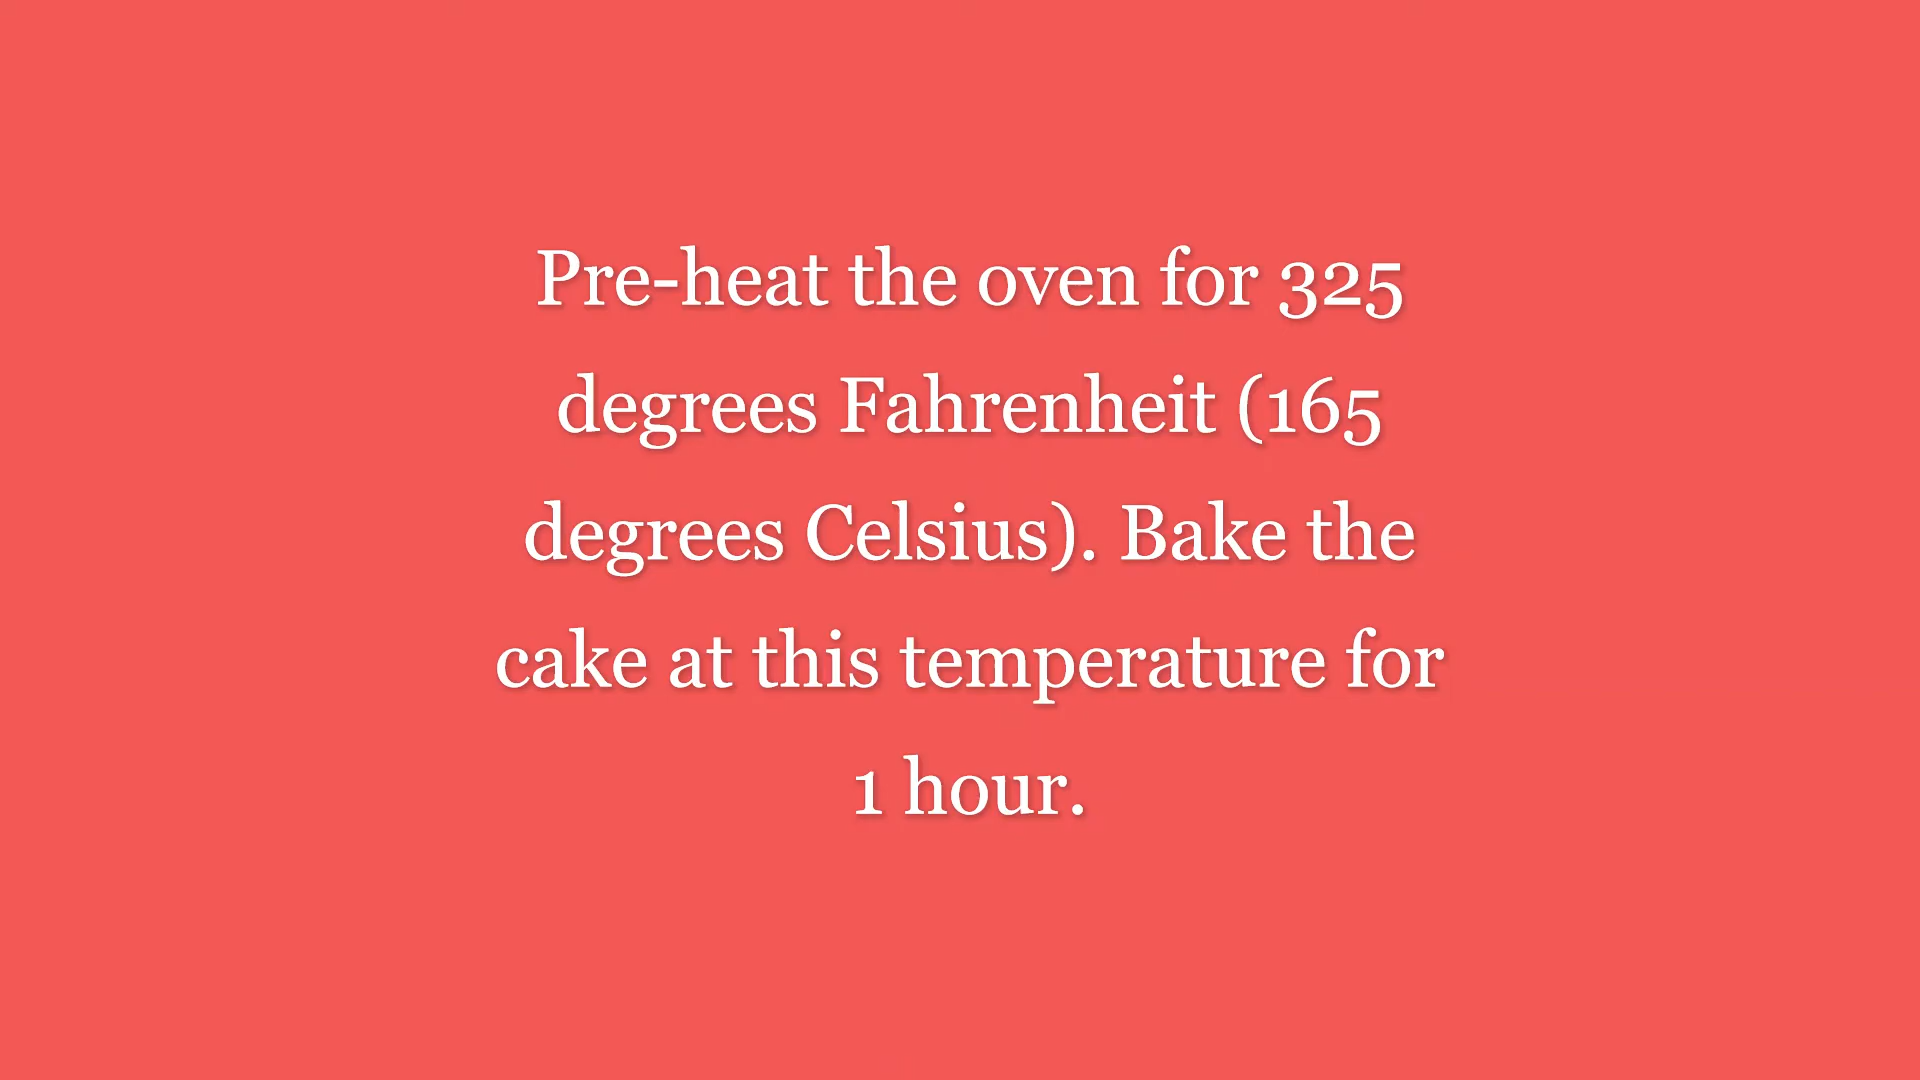 Pre-heat the oven for 325
degrees Fahrenheit (165
degrees Celsius). Bake the
cake at this temperature for
1 hour.